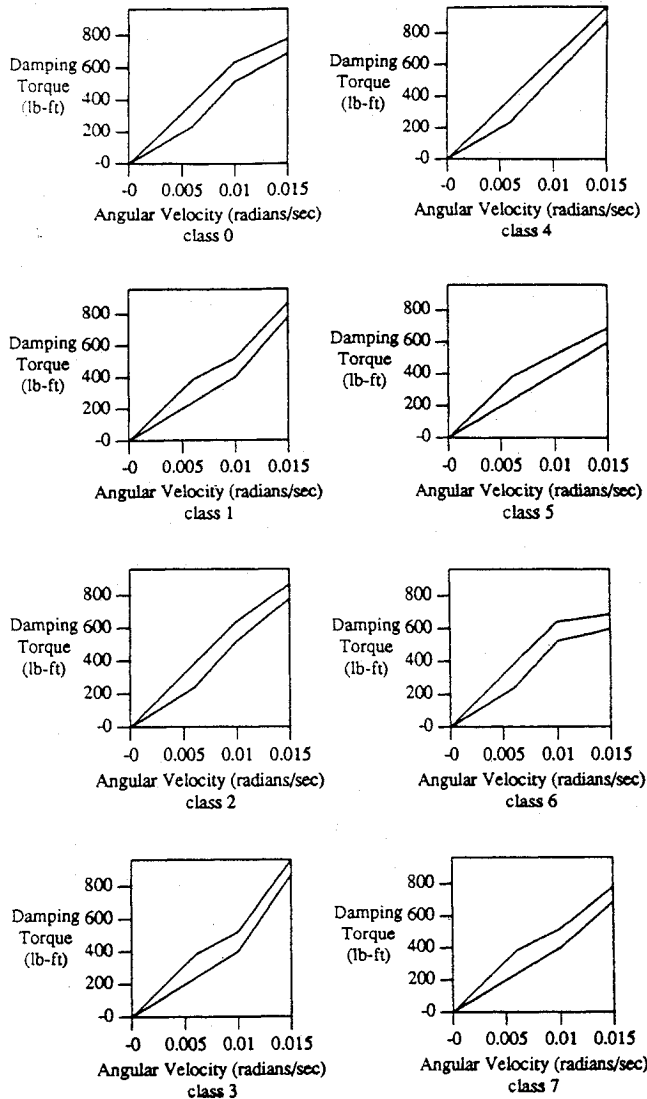 800
Damping 600
Torque 400
(lb-ft)
200
-0
-0 0.005 0.01 0.015
Angular Velocity (radians/sec)
class 0
800
Damping 600
Torque 400
(lb-ft)
200
-0
-0 0.005 0.01 0.015
Angular Velocity (radians/sec)
class 4
800
Damping 600
Torque 400
(lb-ft)
200
-0
-0 0.005 0.01 0.015
Angular Velocity (radians/sec)
class 1
800
Damping 600
Torque 400
(lb-ft)
200
-0
-0 0.005 0.01 0.015
Angular Velocity (radians/sec)
class 5
800
Damping 600
Torque 400
(lb-ft)
200
-0
-0 0.005 0.01 0.015
Angular Velocity (radians/sec)
class 2
800
Damping 600
Torque 400
(lb-ft)
200
-0
-0 0.005 0.01 0.015
Angular Velocity (radians/sec)
class 6
800
Damping 600
Torque 400
(lb-ft)
200
-0
-0 0.005 0.01 0.015
Angular Velocity (radians/sec)
class 3
800
Damping 600
Torque 400
(lb-ft)
200
-0
-0 0.005 0.01 0.015
Angular Velocity (radians/sec)
class 7